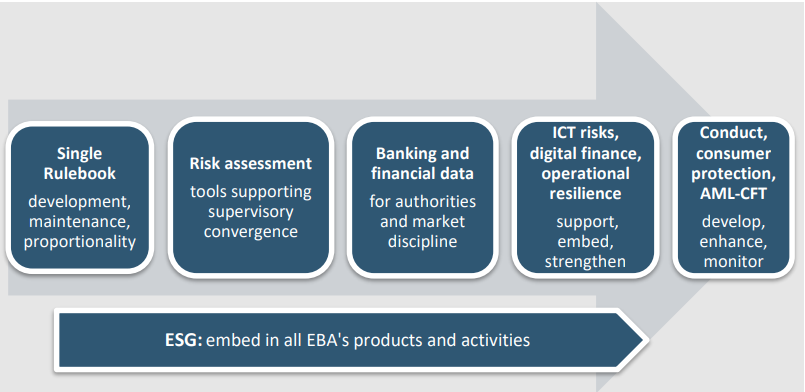 Single
Rulebook
development,
maintenance,
proportionality
Risk assessment
tools supporting
supervisory
convergence
Banking and
financial data
for authorities
and market
discipline
ICT risks,
digital finance,
operational
resilience
support,
embed,
strengthen
Conduct,
consumer
protection,
AML-CFT
develop,
enhance,
monitor
ESG: embed in all EBA's products and activities